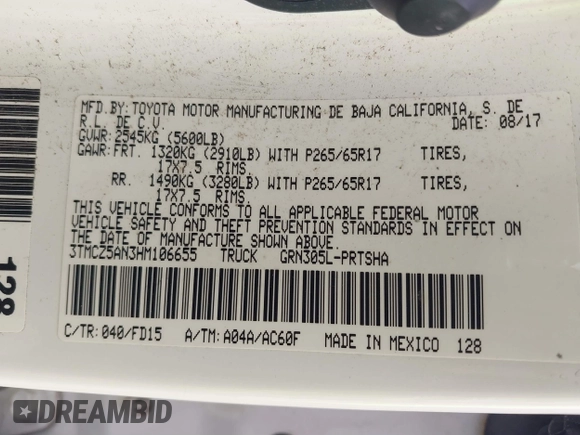 MFD.BY:TOYOTA MOTOR MANUFACTURING DE BAJA CALIFORNIA, S. DE
R.L. DE C.V. DATE: 08/17
GVWR:2545KG (5600LB)
GAWR:FRT. 1320KG (2910LB) WITH P265/65R17 TIRES,
17X7.5 RIMS.
RR. 1490KG (3280LB) WITH P265/65R17 TIRES,
17X7.5 RIMS.
THIS VEHICLE CONFORMS TO ALL APPLICABLE FEDERAL MOTOR
VEHICLE SAFETY AND THEFT PREVENTION STANDARDS IN EFFECT ON
THE DATE OF MANUFACTURE SHOWN ABOVE.
3TMCZ5AN3HM106655 TRUCK GRN305L-PRTSHA
C/TR:040/FD15 A/TM:A04A/AC60F MADE IN MEXICO 128
128
DREAMBID